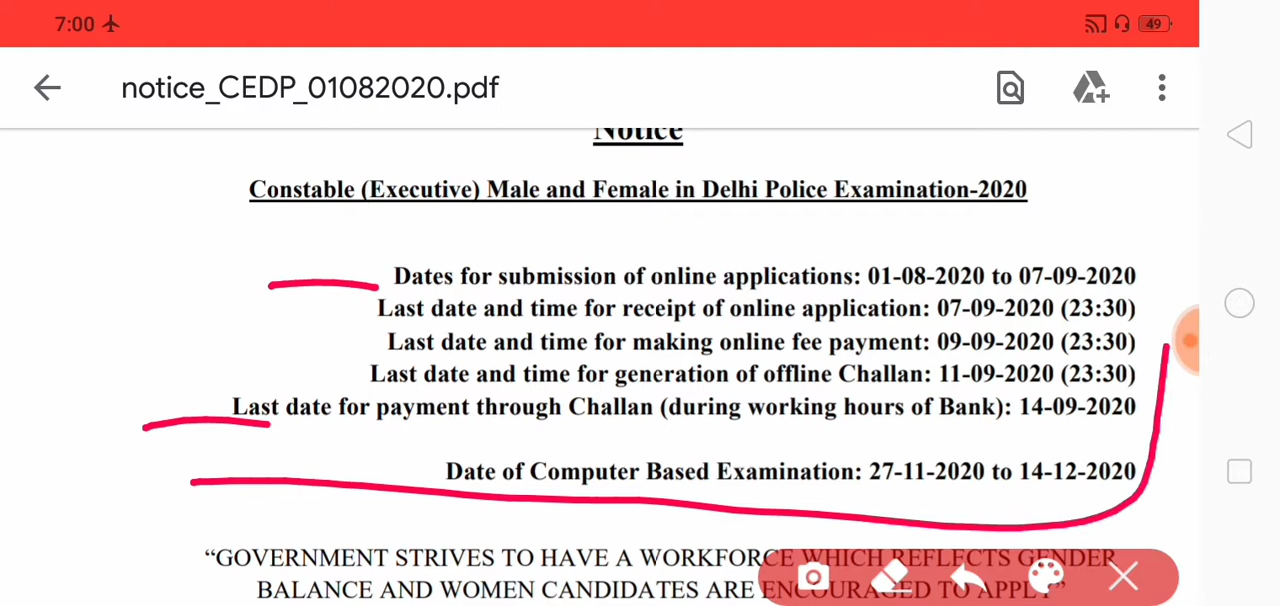 7:00
49
notice_CEDP_01082020.pdf
Notice
Constable (Executive) Male and Female in Delhi Police Examination-2020
Dates for submission of online applications: 01-08-2020 to 07-09-2020
Last date and time for receipt of online application: 07-09-2020 (23:30)
Last date and time for making online fee payment: 09-09-2020 (23:30)
Last date and time for generation of offline Challan: 11-09-2020 (23:30)
Last date for payment through Challan (during working hours of Bank): 14-09-2020
Date of Computer Based Examination: 27-11-2020 to 14-12-2020
“GOVERNMENT STRIVES TO HAVE A WORKFORCE WHICH REFLECTS GENDER
BALANCE AND WOMEN CANDIDATES ARE ENCOURAGED TO APPLY”